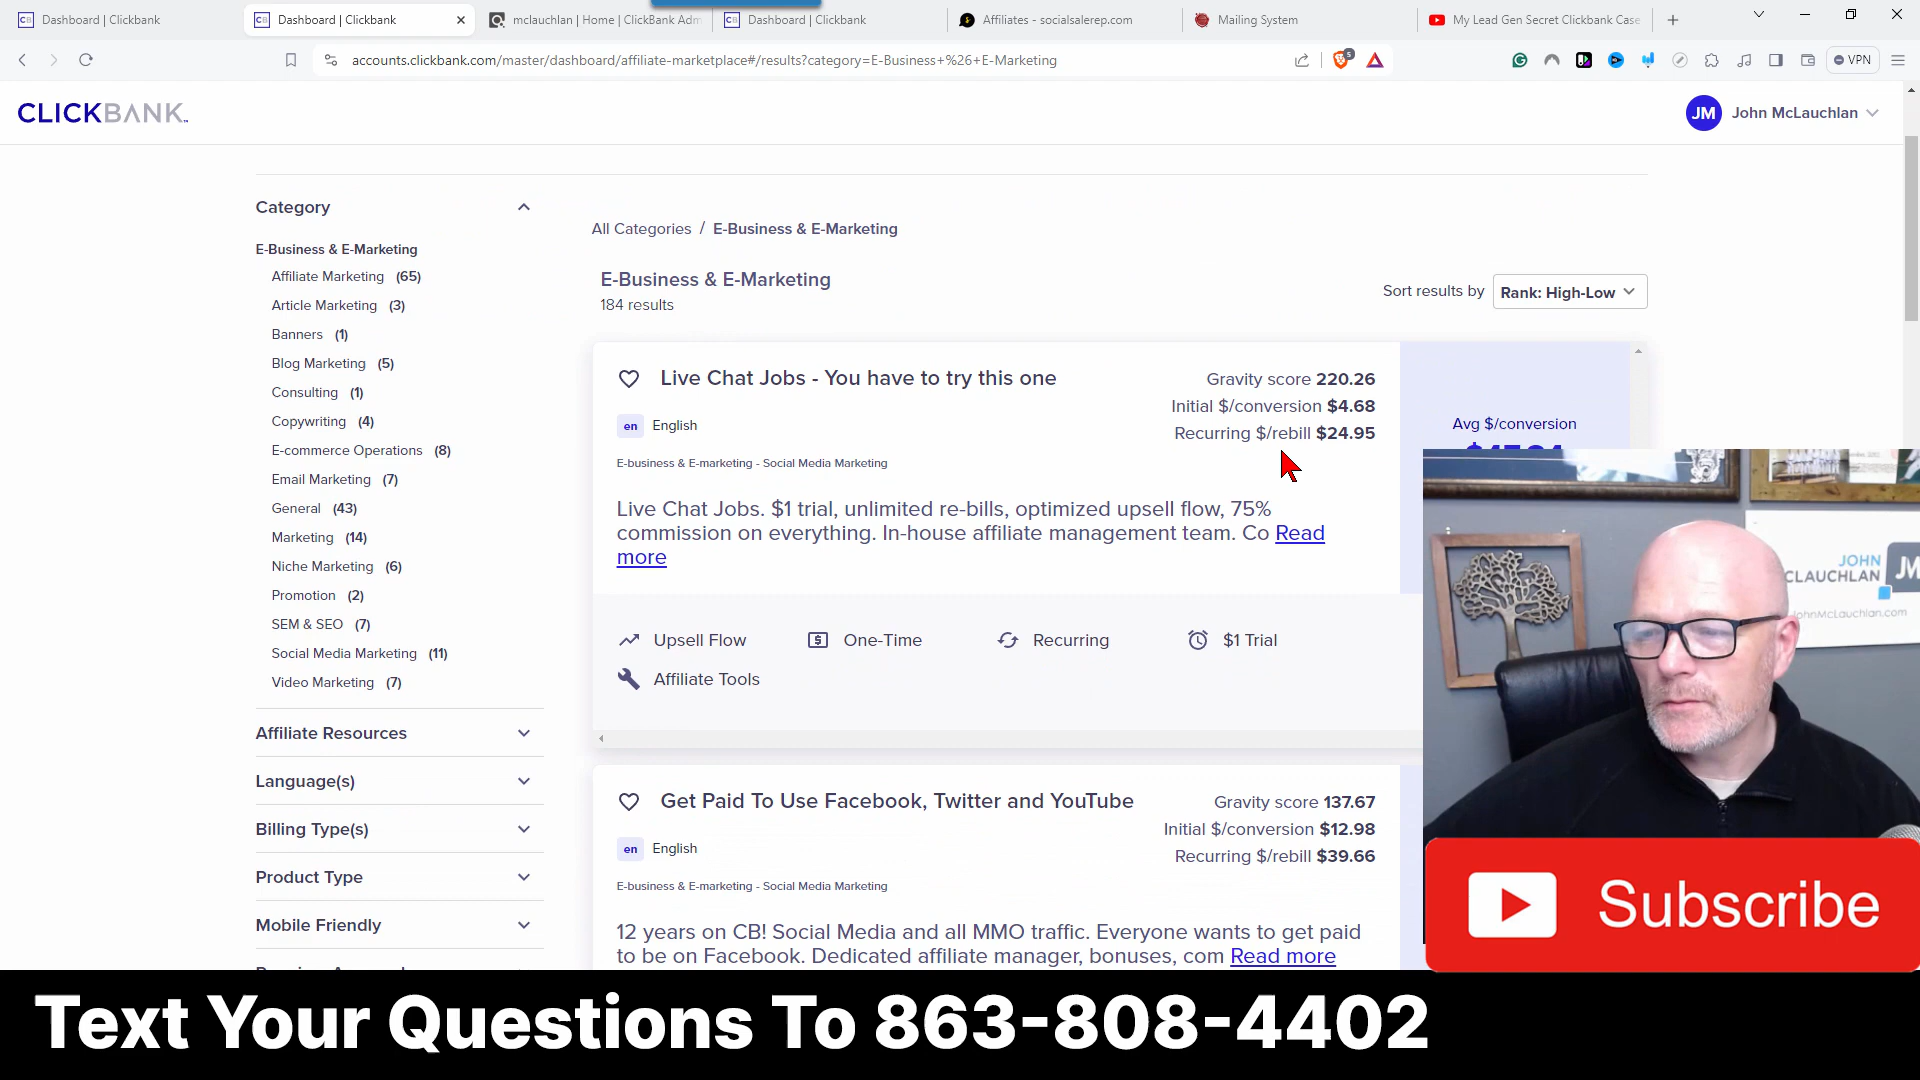 Dashboard | Clickbank
Dashboard | Clickbank
mclauchlan | Home | ClickBank Adm
Dashboard | Clickbank
Affiliates - socialsalerep.com
Mailing System
My Lead Gen Secret Clickbank Case
accounts.clickbank.com/master/dashboard/affiliate-marketplace#/results?category=E-Business+%26+E-Marketing
5
VPN
CLICKBANK
JM John McLauchlan
Category
E-Business & E-Marketing
Affiliate Marketing (65)
Article Marketing (3)
Banners (1)
Blog Marketing (5)
Consulting (1)
Copywriting (4)
E-commerce Operations (8)
Email Marketing (7)
General (43)
Marketing (14)
Niche Marketing (6)
Promotion (2)
SEM & SEO (7)
Social Media Marketing (11)
Video Marketing (7)
Affiliate Resources
Language(s)
Billing Type(s)
Product Type
Mobile Friendly
All Categories / E-Business & E-Marketing
E-Business & E-Marketing
184 results
Sort results by Rank: High-Low
Live Chat Jobs - You have to try this one
Gravity score 220.26
Initial $/conversion $4.68
Recurring $/rebill $24.95
Avg $/conversion
en English
E-business & E-marketing - Social Media Marketing
Live Chat Jobs. $1 trial, unlimited re-bills, optimized upsell flow, 75%
commission on everything. In-house affiliate management team. Co Read
more
Upsell Flow
One-Time
Recurring
$1 Trial
Affiliate Tools
Get Paid To Use Facebook, Twitter and YouTube
Gravity score 137.67
Initial $/conversion $12.98
Recurring $/rebill $39.66
en English
E-business & E-marketing - Social Media Marketing
12 years on CB! Social Media and all MMO traffic. Everyone wants to get paid
to be on Facebook. Dedicated affiliate manager, bonuses, com Read more
JOHN
CLAUCHLAN
JM
JohnMcLauchlan.com
Subscribe
Text Your Questions To 863-808-4402